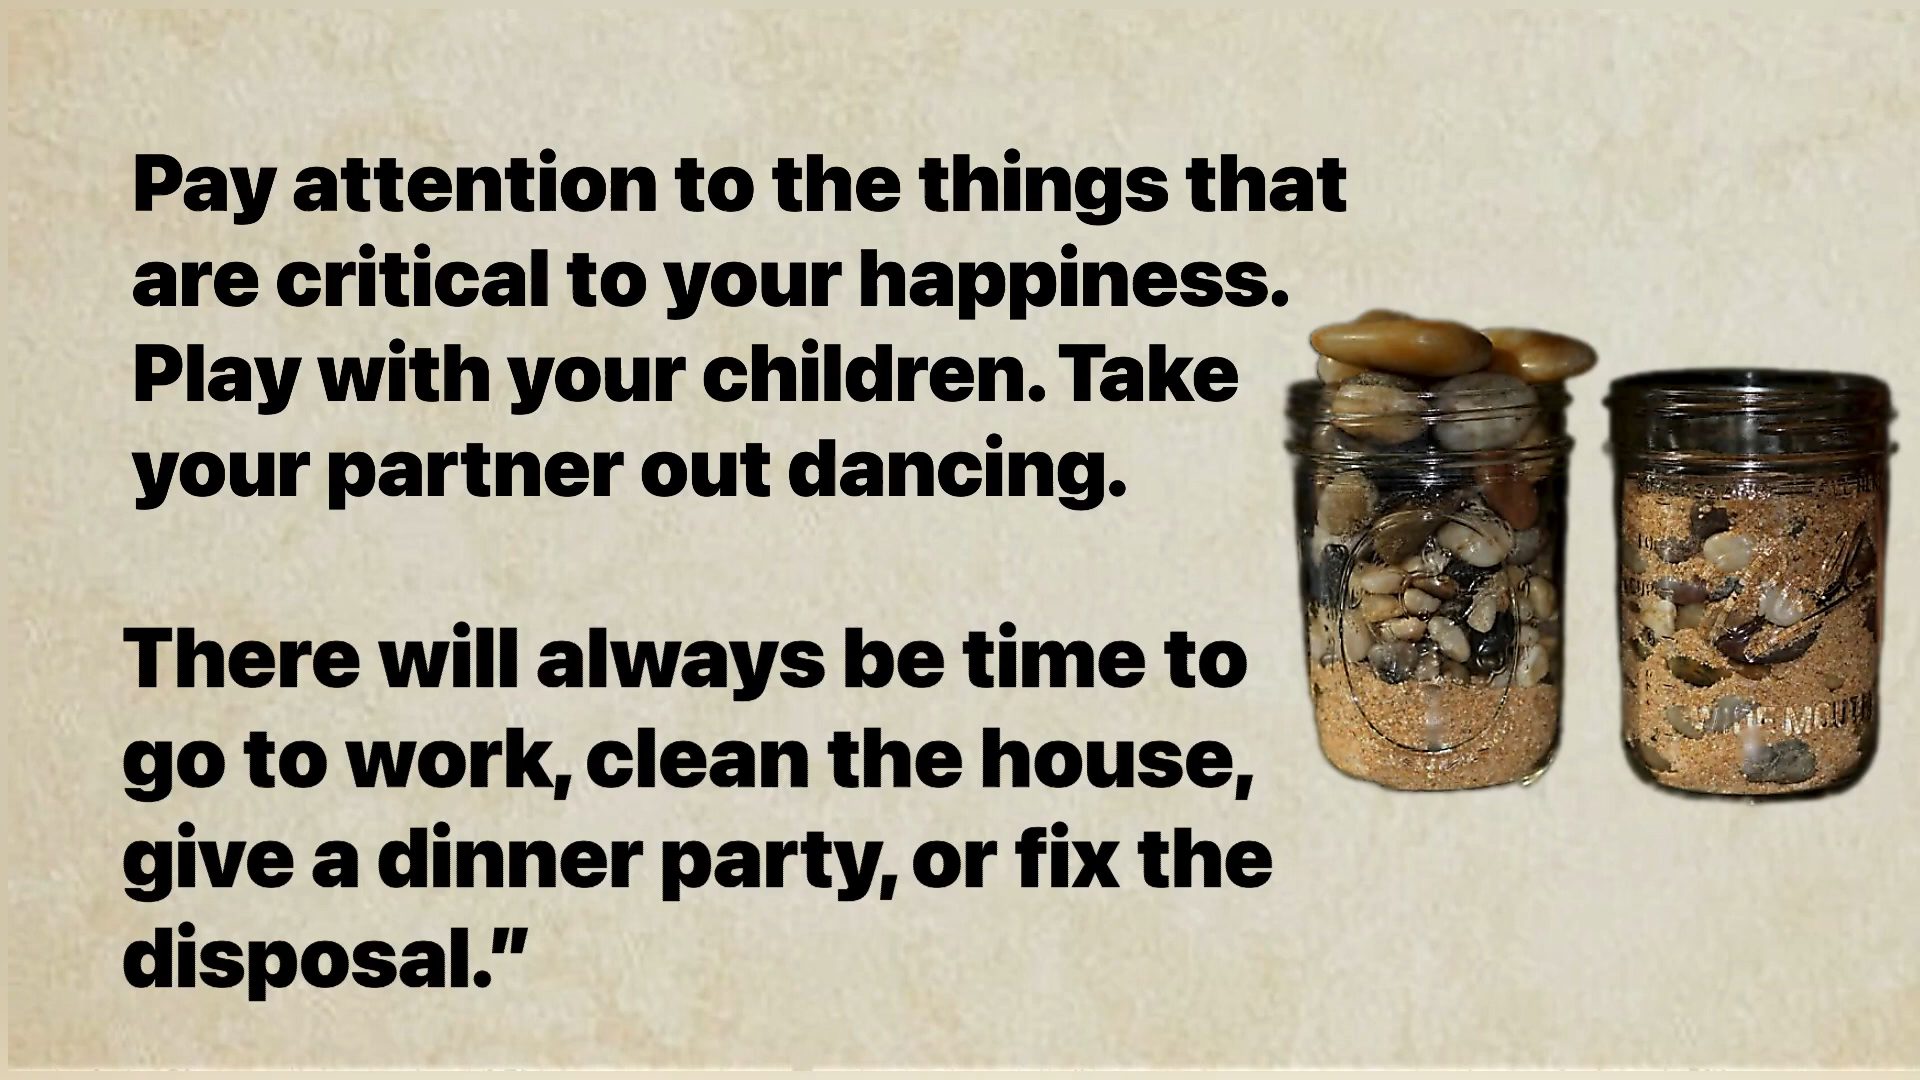 Pay attention to the things that
are critical to your happiness.
Play with your children. Take
your partner out dancing.
There will always be time to
go to work, clean the house,
give a dinner party, or fix the
disposal.”
WIDE MOUTH